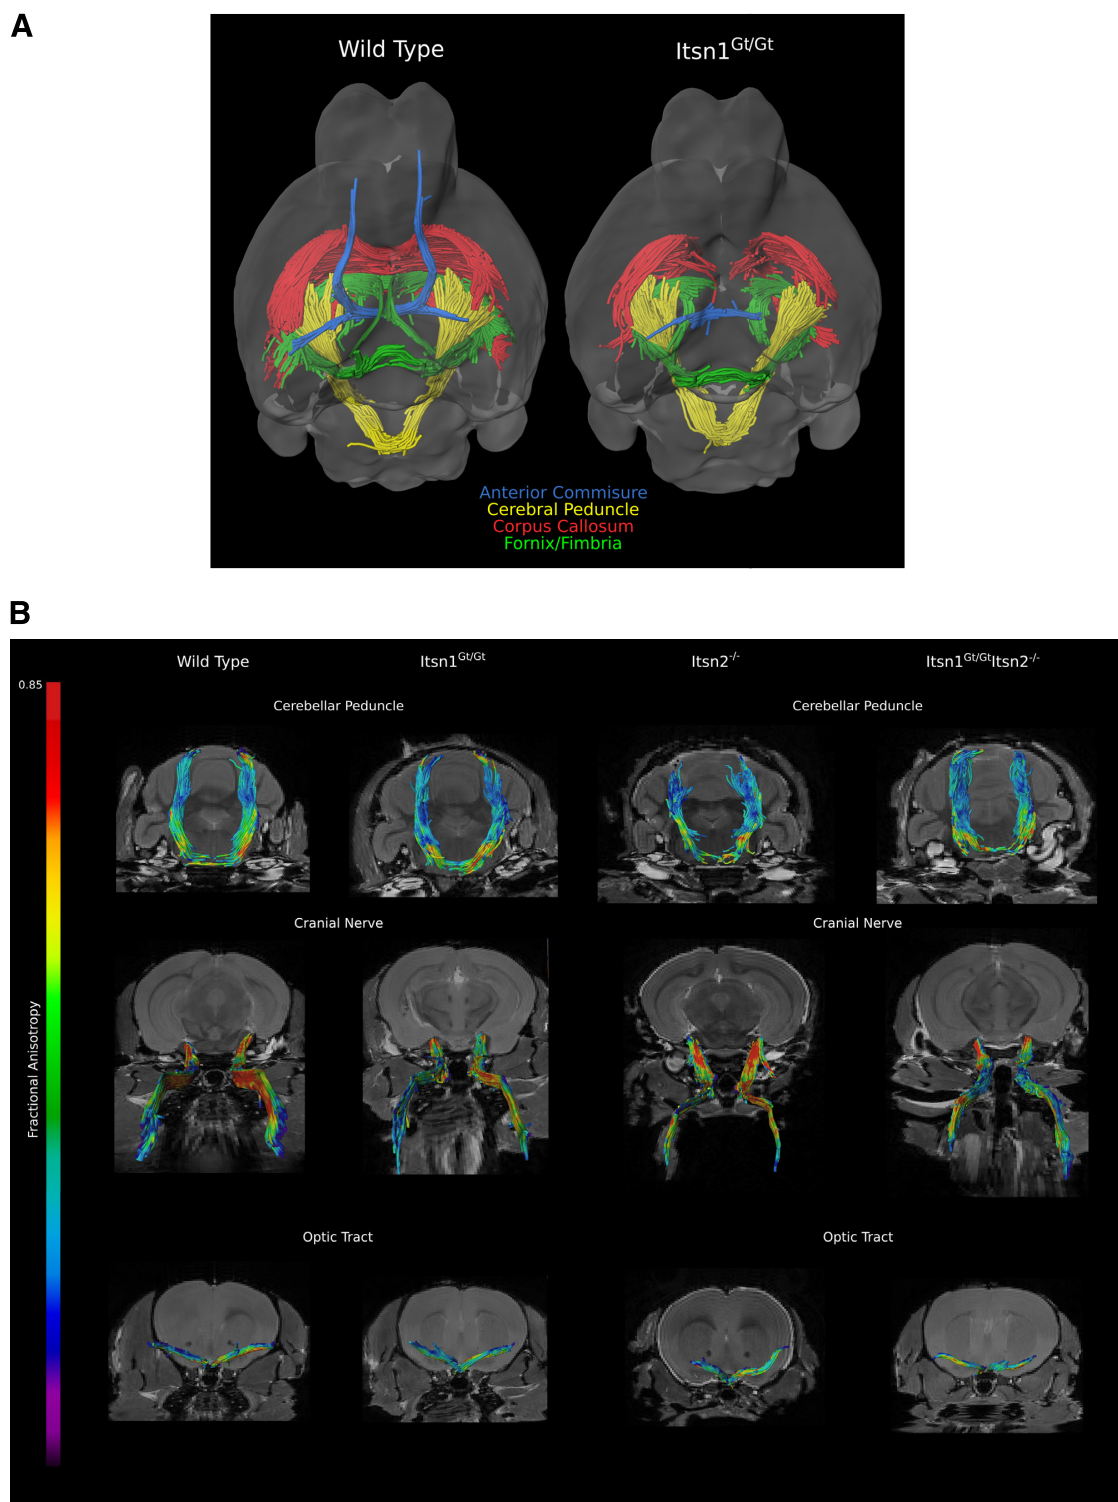 A
Wild Type
Itsn1Gt/Gt
Anterior Commisure
Cerebral Peduncle
Corpus Callosum
Fornix/Fimbria
B
Wild Type
Itsn1Gt/Gt
Itsn2-/-
Itsn1Gt/GtItsn2-/-
0.85
Cerebellar Peduncle
Cerebellar Peduncle
Cranial Nerve
Cranial Nerve
Fractional Anisotropy
Optic Tract
Optic Tract